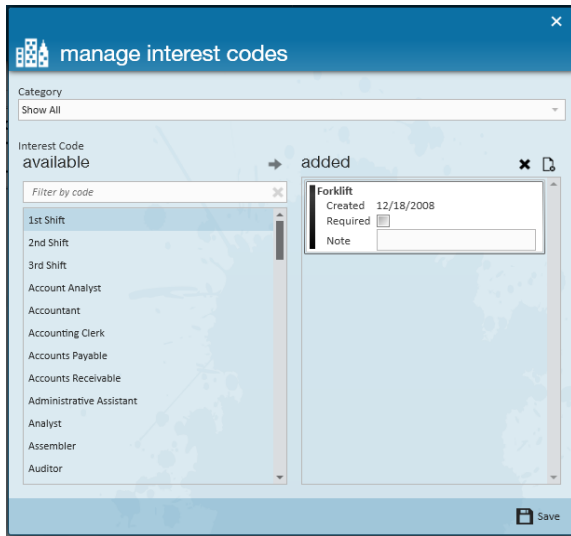 manage interest codes
Category
Show All
Interest Code
available
Filter by code
1st Shift
2nd Shift
3rd Shift
Account Analyst
Accountant
Accounting Clerk
Accounts Payable
Accounts Receivable
Administrative Assistant
Analyst
Assembler
Auditor
added
Forklift
Created 12/18/2008
Required
Note
Save